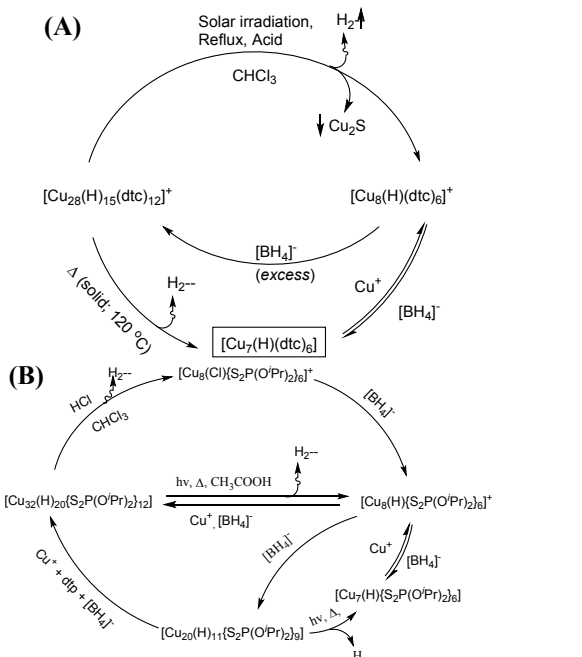 (A)
Solar irradiation,
Reflux, Acid
H₂
CHCl₃
Cu₂S
[Cu₂₈(H)₁₅(dtc)₁₂]⁺
[Cu₈(H)(dtc)₆]⁺
[BH₄]⁻
(excess)
Cu⁺
[BH₄]⁻
Δ (solid; 120 °C)
H₂--
[Cu₇(H)(dtc)₆]
(B)
[Cu₈(Cl){S₂P(OⁱPr)₂}₆]⁺
H₂--
HCl
CHCl₃
[BH₄]⁻
H₂--
hν, Δ, CH₃COOH
[Cu₃₂(H)₂₀{S₂P(OⁱPr)₂}₁₂]
[Cu₈(H){S₂P(OⁱPr)₂}₆]⁺
Cu⁺, [BH₄]⁻
[BH₄]⁻
Cu⁺
[BH₄]⁻
Cu⁺ + dtp + [BH₄]⁻
[Cu₇(H){S₂P(OⁱPr)₂}₆]
hν, Δ,
[Cu₂₀(H)₁₁{S₂P(OⁱPr)₂}₉]
H